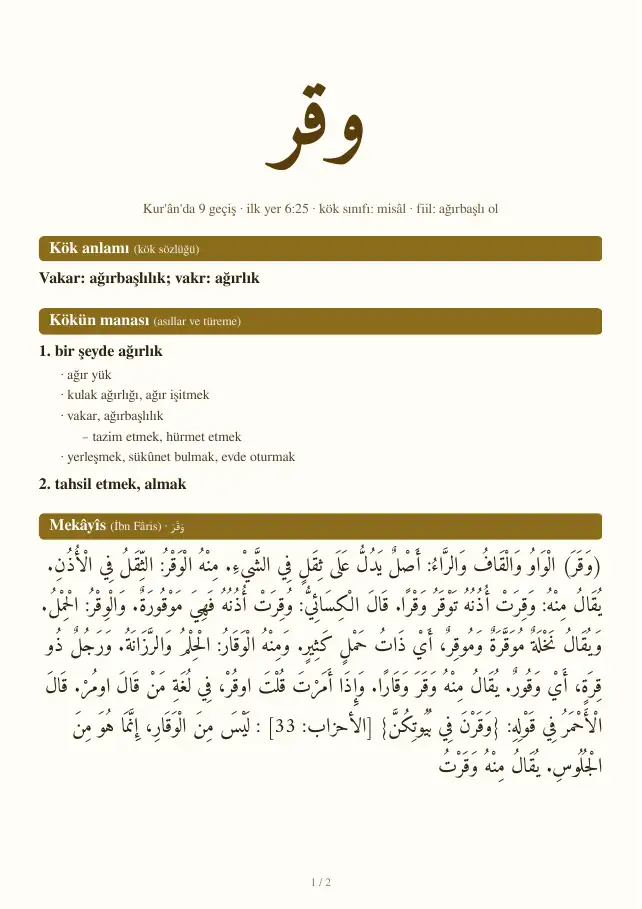 وقر
Kur'ân'da 9 geçiş · ilk yer 6:25 · kök sınıfı: misâl · fiil: ağırbaşlı ol
Kök anlamı (kök sözlüğü)
Vakar: ağırbaşlılık; vakr: ağırlık
Kökün manası (asıllar ve türeme)
1. bir şeyde ağırlık
· ağır yük
· kulak ağırlığı, ağır işitmek
· vakar, ağırbaşlılık
– tazim etmek, hürmet etmek
· yerleşmek, sükûnet bulmak, evde oturmak
2. tahsil etmek, almak
Mekâyîs (İbn Fâris) · وَقَرَ
(وَقَرَ) الْوَاوُ وَالْقَافُ وَالرَّاءُ: أَصْلٌ يَدُلُّ عَلَى ثِقَلٍ فِي الشَّيْءِ. مِنْهُ الْوَقْرُ: الثِّقَلُ فِي الْأُذُنِ.
يُقَالُ مِنْهُ: وَقِرَتْ أُذُنُهُ تَوْقَرُ وَقْرًا. قَالَ الْكِسَائِيُّ: وُقِرَتْ أُذُنُهُ فَهِيَ مَوْقُورَةٌ. وَالْوِقْرُ: الْحِمْلُ.
وَيُقَالُ نَخْلَةٌ مُوقَرَةٌ وَمُوقِرٌ، أَيْ ذَاتُ حَمْلٍ كَثِيرٍ. وَمِنْهُ الْوَقَارُ: الْحِلْمُ وَالرَّزَانَةُ. وَرَجُلٌ ذُو
قِرَةٍ، أَيْ وَقُورٌ. يُقَالُ مِنْهُ وَقَرَ وَقَارًا. وَإِذَا أَمَرْتَ قُلْتَ اوقُرْ، فِي لُغَةِ مَنْ قَالَ اومُرْ. قَالَ
الْأَحْمَرُ فِي قَوْلِهِ: {وَقَرْنَ فِي بُيُوتِكُنَّ} [الأحزاب: 33] : لَيْسَ مِنَ الْوَقَارِ، إِنَّمَا هُوَ مِنَ
الْجُلُوسِ. يُقَالُ مِنْهُ وَقَرْتُ
1 / 2